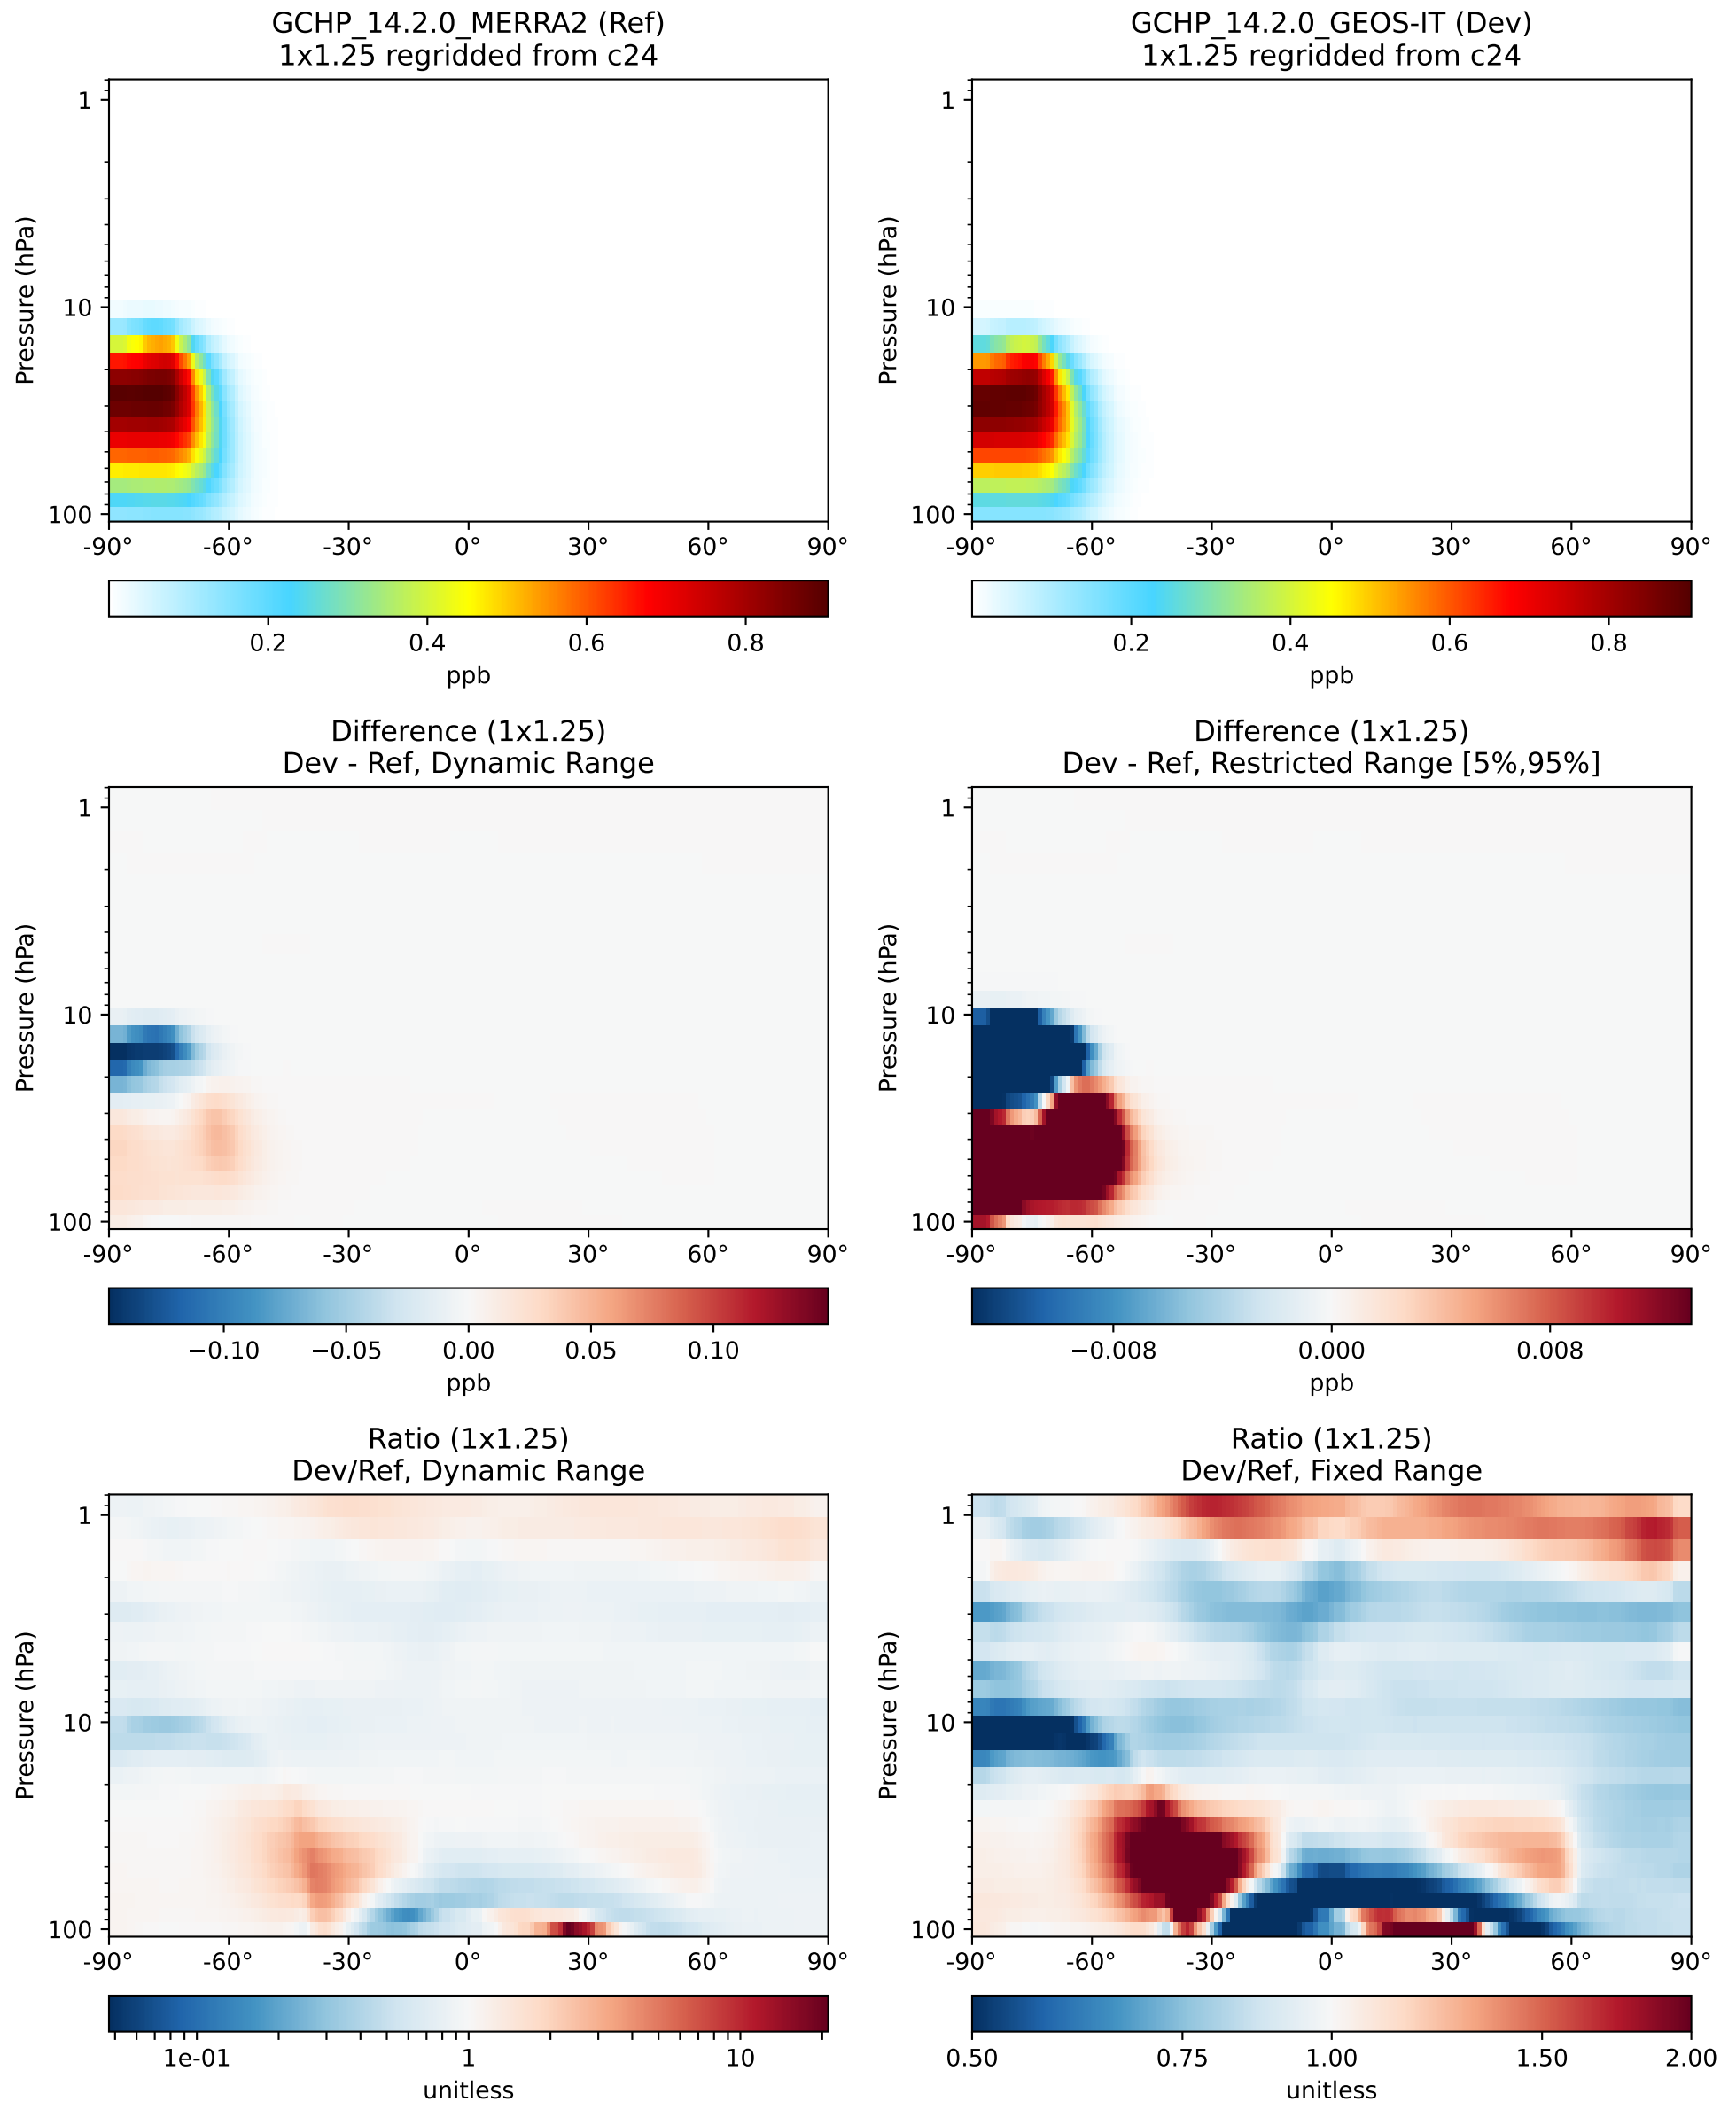 GCHP_14.2.0_MERRA2 (Ref)
1x1.25 regridded from c24
Pressure (hPa)
1
10
100
-90° -60° -30° 0° 30° 60° 90°
0.2 0.4 0.6 0.8
ppb
GCHP_14.2.0_GEOS-IT (Dev)
1x1.25 regridded from c24
Pressure (hPa)
1
10
100
-90° -60° -30° 0° 30° 60° 90°
0.2 0.4 0.6 0.8
ppb
Difference (1x1.25)
Dev - Ref, Dynamic Range
Pressure (hPa)
1
10
100
-90° -60° -30° 0° 30° 60° 90°
−0.10 −0.05 0.00 0.05 0.10
ppb
Difference (1x1.25)
Dev - Ref, Restricted Range [5%,95%]
Pressure (hPa)
1
10
100
-90° -60° -30° 0° 30° 60° 90°
−0.008 0.000 0.008
ppb
Ratio (1x1.25)
Dev/Ref, Dynamic Range
Pressure (hPa)
1
10
100
-90° -60° -30° 0° 30° 60° 90°
1e-01 1 10
unitless
Ratio (1x1.25)
Dev/Ref, Fixed Range
Pressure (hPa)
1
10
100
-90° -60° -30° 0° 30° 60° 90°
0.50 0.75 1.00 1.50 2.00
unitless